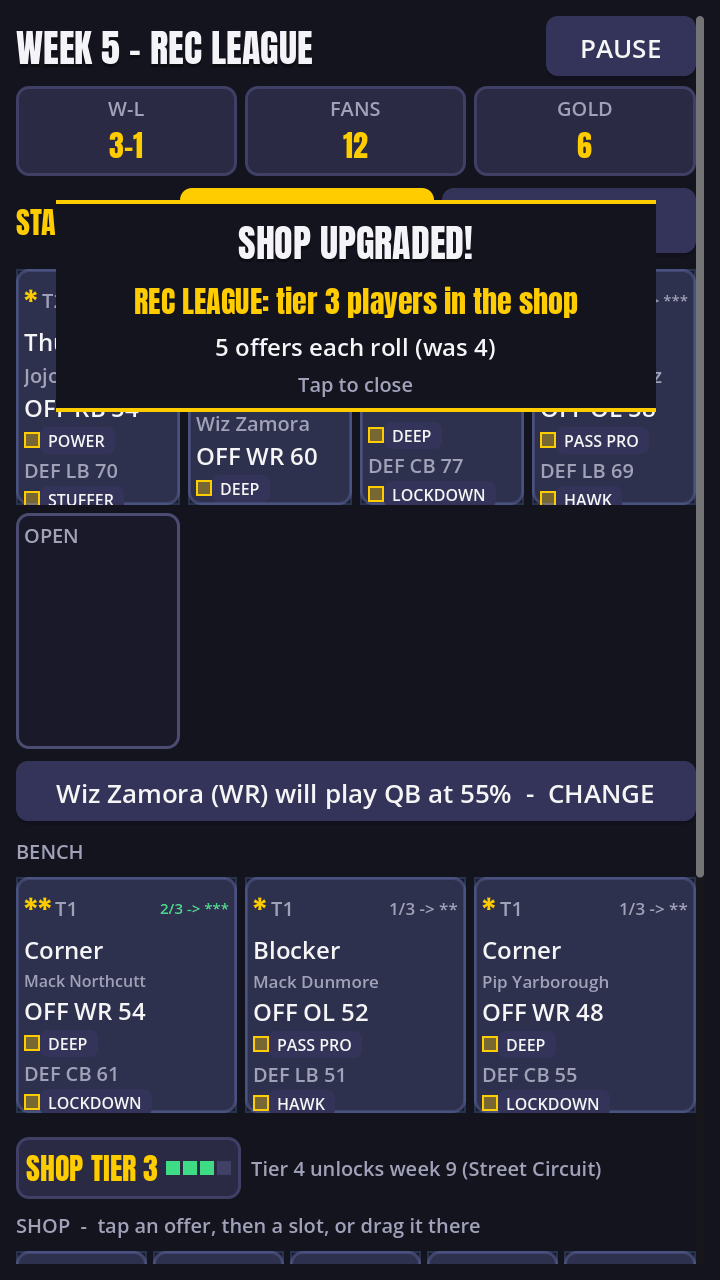 WEEK 5 - REC LEAGUE
PAUSE
W-L
3-1
FANS
12
GOLD
6
STA
SHOP UPGRADED!
REC LEAGUE: tier 3 players in the shop
5 offers each roll (was 4)
Tap to close
POWER
DEF LB 70
STUFFER
Wiz Zamora
OFF WR 60
DEEP
DEEP
DEF CB 77
LOCKDOWN
PASS PRO
DEF LB 69
HAWK
OPEN
Wiz Zamora (WR) will play QB at 55% - CHANGE
BENCH
** T1 2/3 -> ***
Corner
Mack Northcutt
OFF WR 54
DEEP
DEF CB 61
LOCKDOWN
* T1 1/3 -> **
Blocker
Mack Dunmore
OFF OL 52
PASS PRO
DEF LB 51
HAWK
* T1 1/3 -> **
Corner
Pip Yarborough
OFF WR 48
DEEP
DEF CB 55
LOCKDOWN
SHOP TIER 3
Tier 4 unlocks week 9 (Street Circuit)
SHOP - tap an offer, then a slot, or drag it there